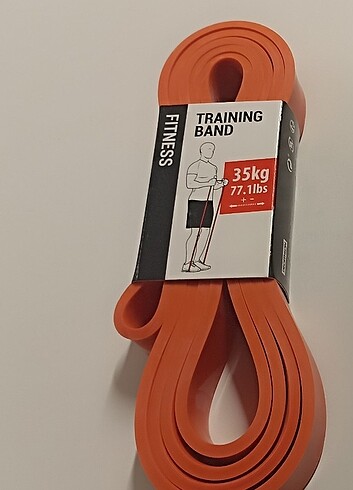 FITNESS
TRAINING
BAND
35kg
77.1lbs
+ -